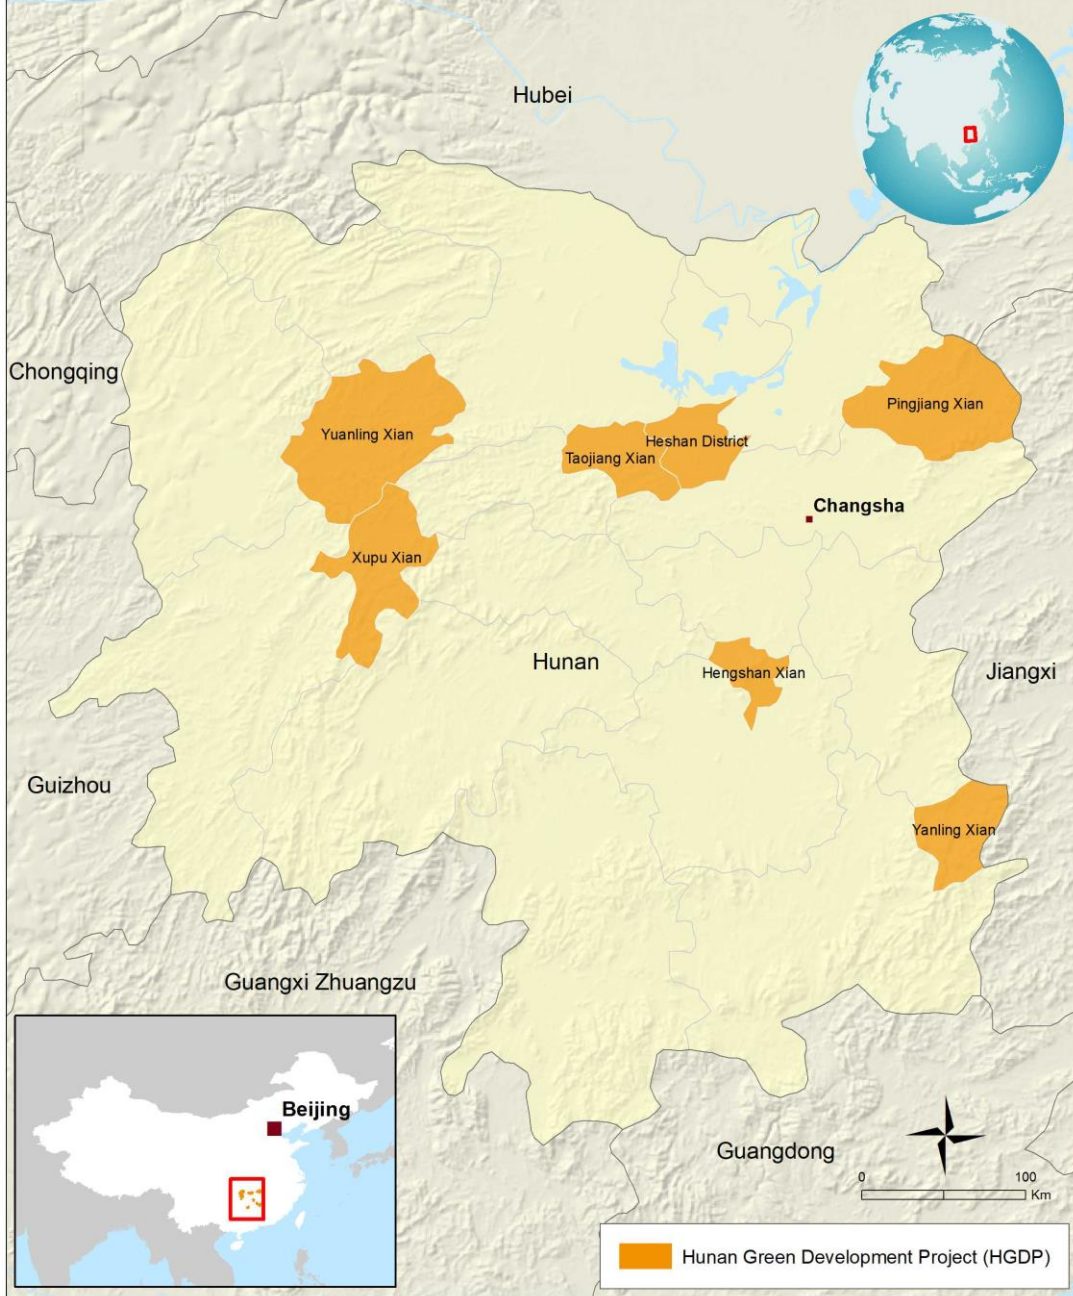 Hubei
Chongqing
Pingjiang Xian
Yuanling Xian
Heshan District
Taojiang Xian
Changsha
Xupu Xian
Hunan
Hengshan Xian
Jiangxi
Guizhou
Yanling Xian
Guangxi Zhuangzu
Beijing
Guangdong
0 100
Km
Hunan Green Development Project (HGDP)